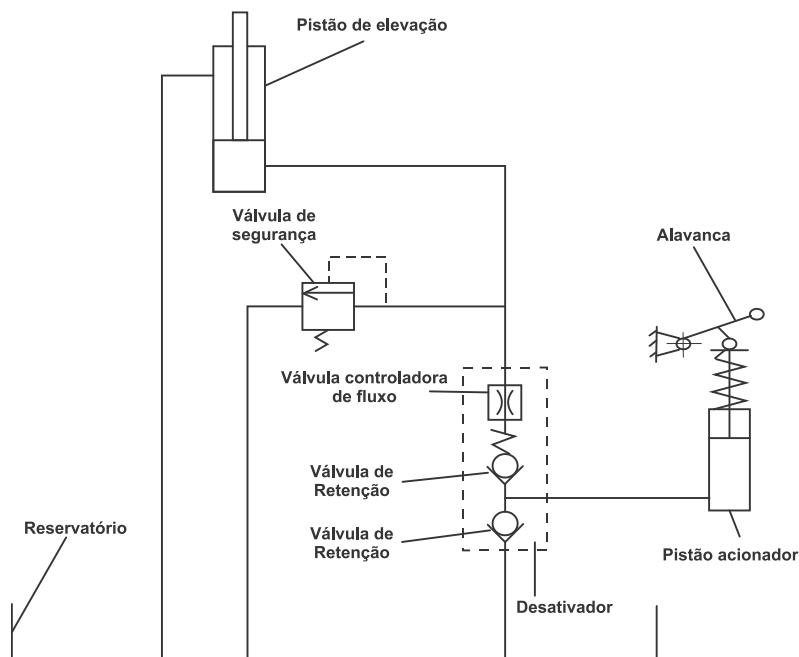 Pistão de elevação
Válvula de
segurança
Alavanca
Válvula controladora
de fluxo
Válvula de
Retenção
Reservatório
Válvula de
Retenção
Pistão acionador
Desativador